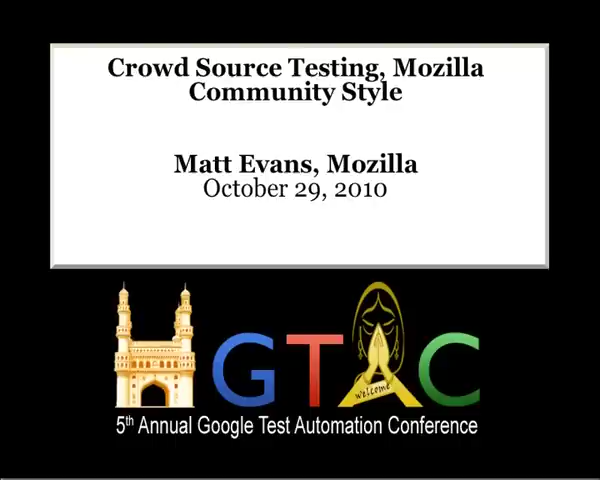 Crowd Source Testing, Mozilla
Community Style
Matt Evans, Mozilla
October 29, 2010
GTAC
welcome
5th Annual Google Test Automation Conference